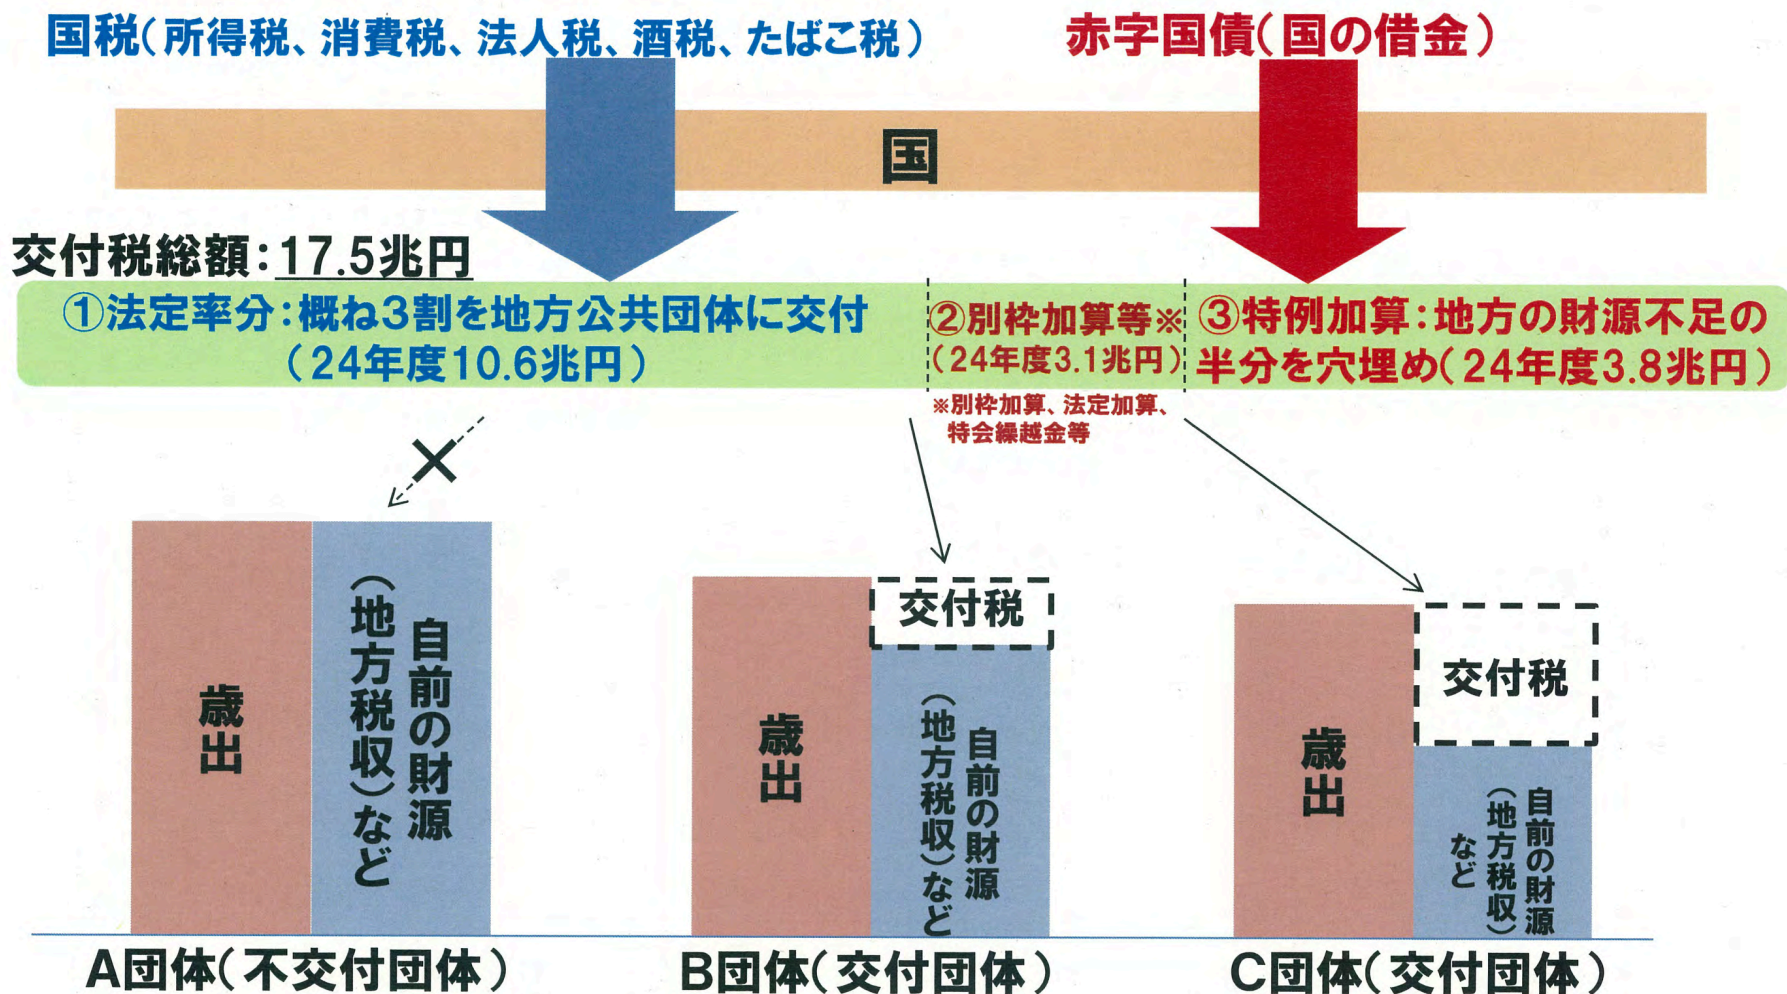 国税(所得税、消費税、法人税、酒税、たばこ税)
赤字国債(国の借金)
国
交付税総額:17.5兆円
①法定率分:概ね3割を地方公共団体に交付
(24年度10.6兆円)
②別枠加算等※
(24年度3.1兆円)
③特例加算:地方の財源不足の
半分を穴埋め(24年度3.8兆円)
※別枠加算、法定加算、
特会繰越金等
歳出
自前の財源
(地方税収)など
A団体(不交付団体)
歳出
交付税
自前の財源
(地方税収)など
B団体(交付団体)
歳出
交付税
自前の財源
(地方税収)
など
C団体(交付団体)